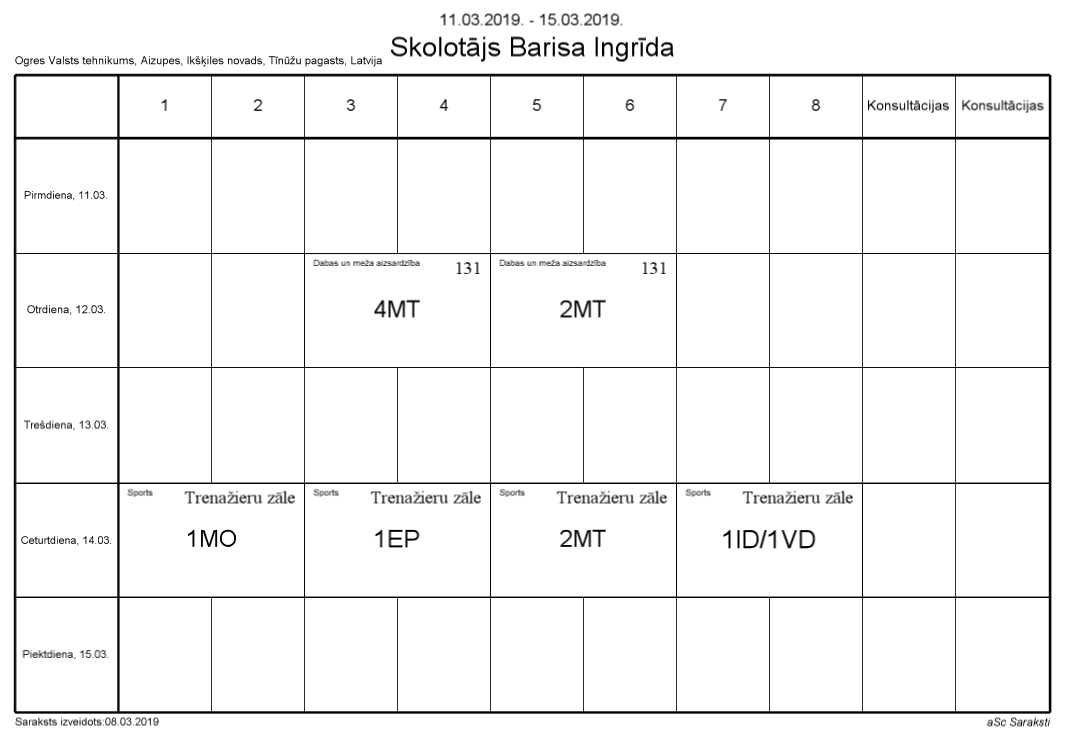 11.03.2019. - 15.03.2019.
Skolotājs Barisa Ingrīda
Ogres Valsts tehnikums, Aizupes, Ikšķiles novads, Tīnūžu pagasts, Latvija
1 2 3 4 5 6 7 8 Konsultācijas Konsultācijas
Pirmdiena, 11.03.
Dabas un meža aizsardzība 131 Dabas un meža aizsardzība 131
Otrdiena, 12.03. 4MT 2MT
Trešdiena, 13.03.
Sports Trenažieru zāle Sports Trenažieru zāle Sports Trenažieru zāle Sports Trenažieru zāle
Ceturtdiena, 14.03. 1MO 1EP 2MT 1ID/1VD
Piektdiena, 15.03.
Saraksts izveidots:08.03.2019 aSc Saraksti